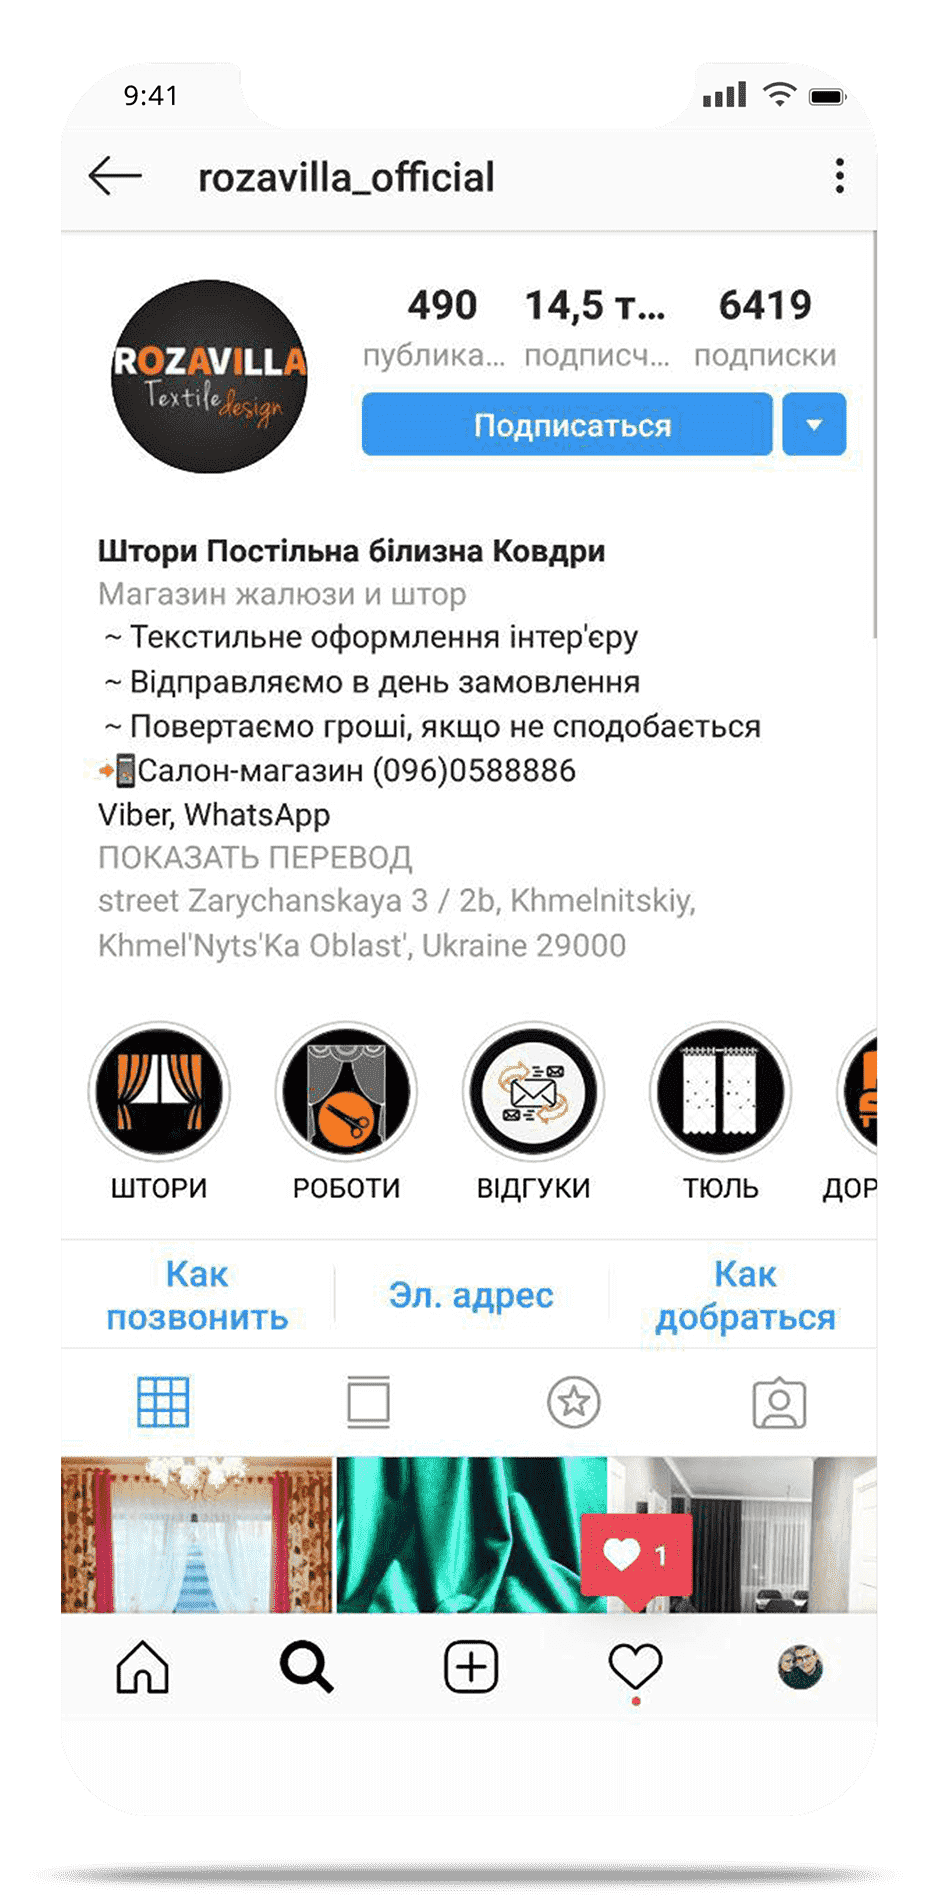 9:41
rozavilla_official
490 14,5 т... 6419
публика... подписч... подписки
ROZAVILLA
Textile design
Подписаться
Штори Постільна білизна Ковдри
Магазин жалюзи и штор
~ Текстильне оформлення інтер'єру
~ Відправляємо в день замовлення
~ Повертаємо гроші, якщо не сподобається
Салон-магазин (096)0588886
Viber, WhatsApp
ПОКАЗАТЬ ПЕРЕВОД
street Zarychanskaya 3 / 2b, Khmelnitskiy,
Khmel'Nyts'Ka Oblast', Ukraine 29000
ШТОРИ РОБОТИ ВІДГУКИ ТЮЛЬ ДОР
Как позвонить
Эл. адрес
Как добраться
1